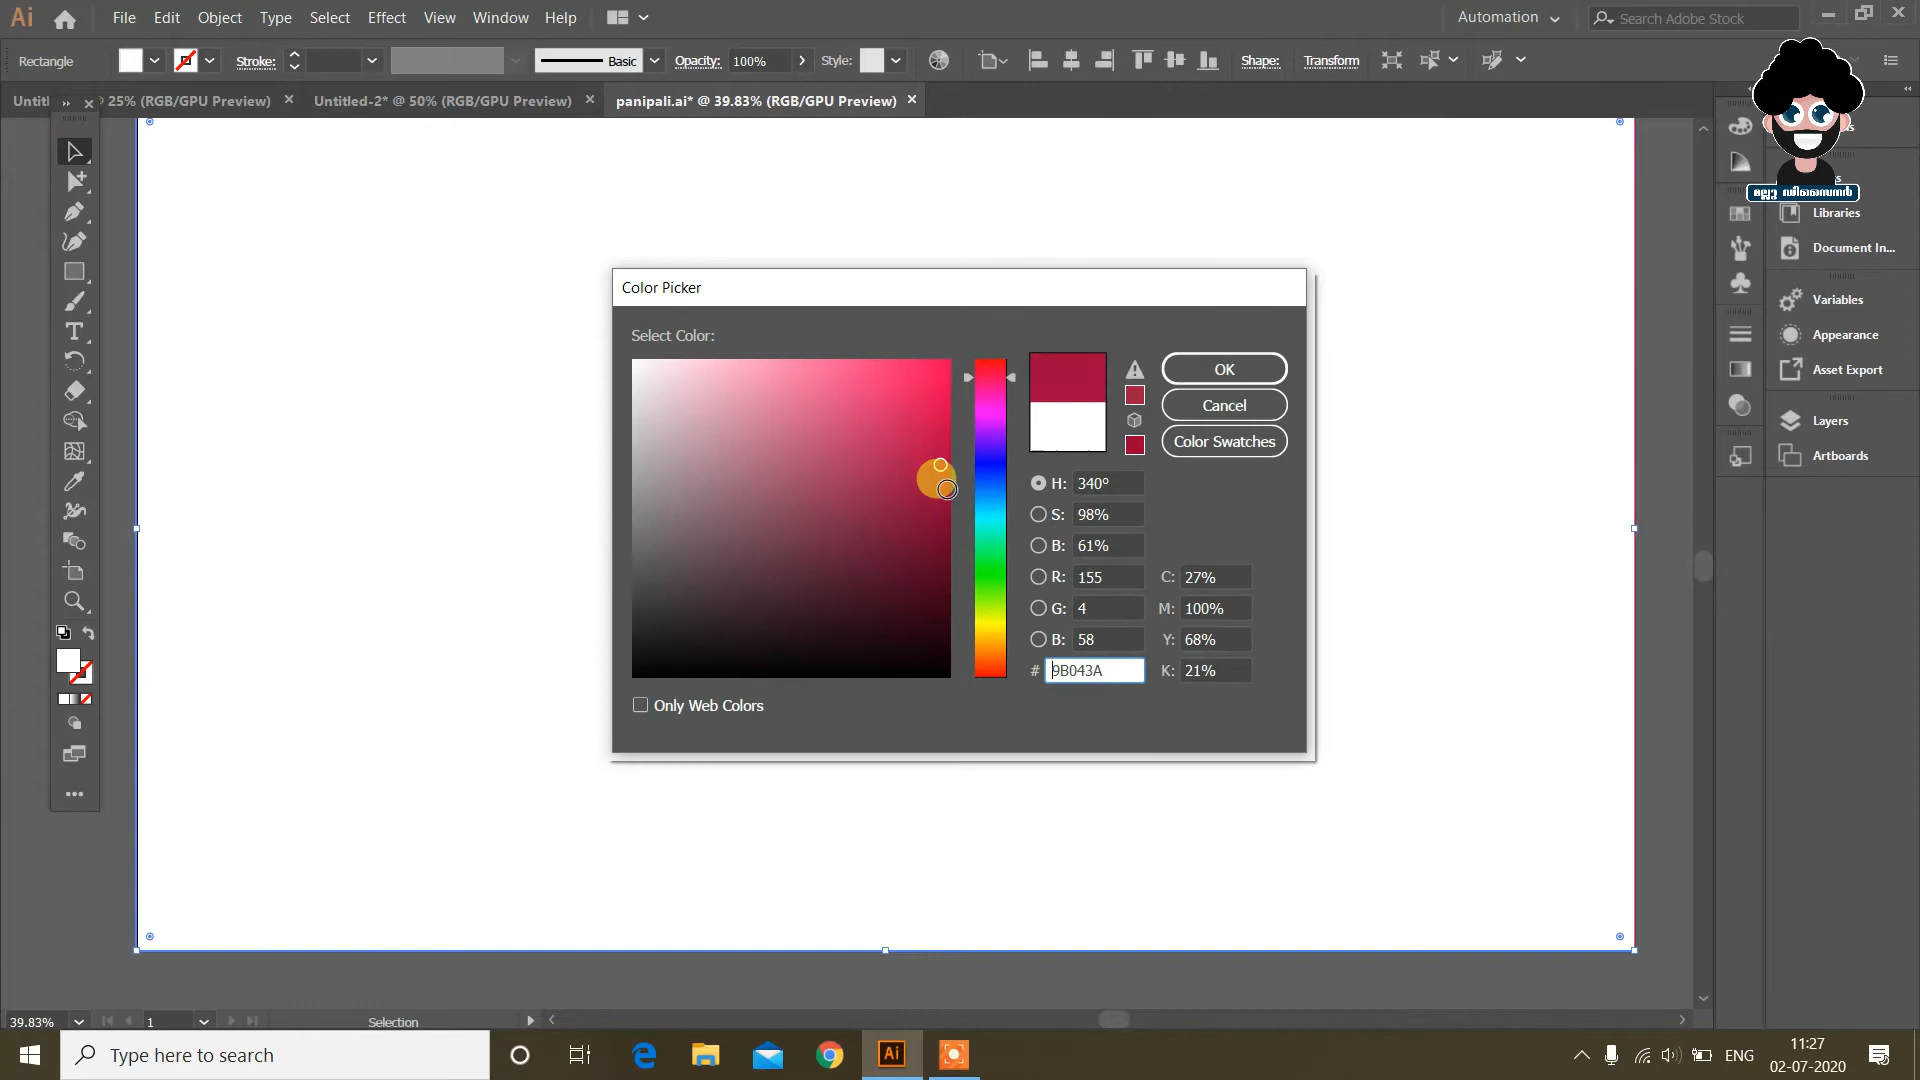 Ai File Edit Object Type Select Effect View Window Help Automation Search Adobe Stock
Rectangle Stroke: Basic Opacity: 100% Style: Shape: Transform
@ 25% (RGB/GPU Preview) Untitled-2* @ 50% (RGB/GPU Preview) panipali.ai* @ 39.83% (RGB/GPU Preview)
മല്ലു ഡിസൈനർ
Libraries
Document In...
Variables
Appearance
Asset Export
Layers
Artboards
Color Picker
Select Color:
OK
Cancel
Color Swatches
H: 340°
S: 98%
B: 61%
R: 155 C: 27%
G: 4 M: 100%
B: 58 Y: 68%
# 9B043A K: 21%
Only Web Colors
39.83% 1 Selection
Type here to search Ai ENG 11:27
02-07-2020